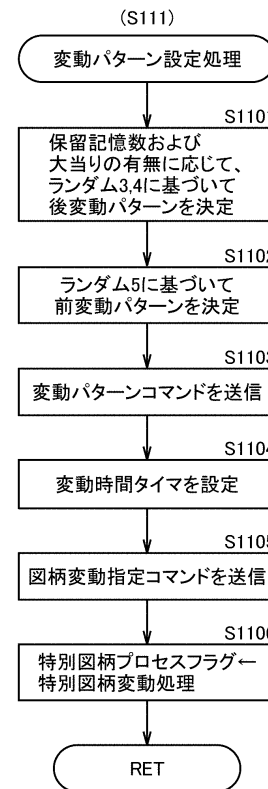 (S111)
変動パターン設定処理
S1101
保留記憶数および
大当りの有無に応じて、
ランダム3,4に基づいて
後変動パターンを決定
S1102
ランダム5に基づいて
前変動パターンを決定
S1103
変動パターンコマンドを送信
S1104
変動時間タイマを設定
S1105
図柄変動指定コマンドを送信
S1106
特別図柄プロセスフラグ←
特別図柄変動処理
RET